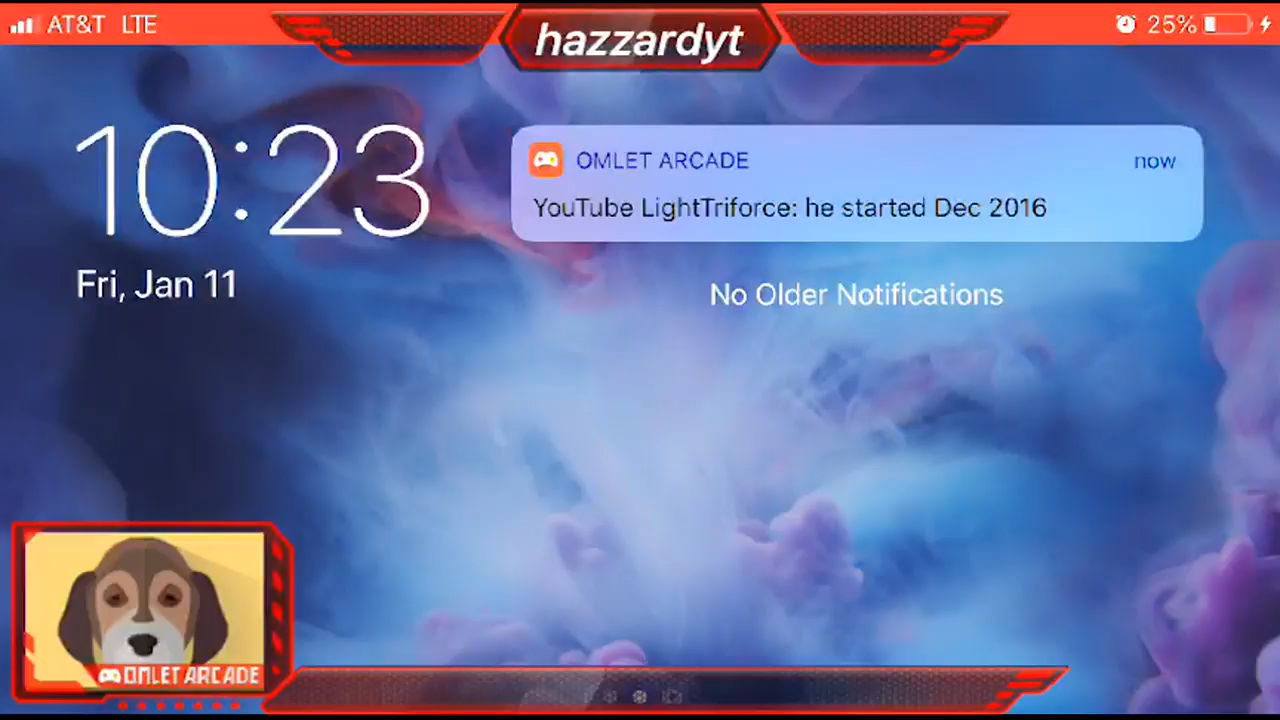 AT&T LTE
hazzardyt
25%
10:23
Fri, Jan 11
OMLET ARCADE
now
YouTube LightTriforce: he started Dec 2016
No Older Notifications
OMLET ARCADE